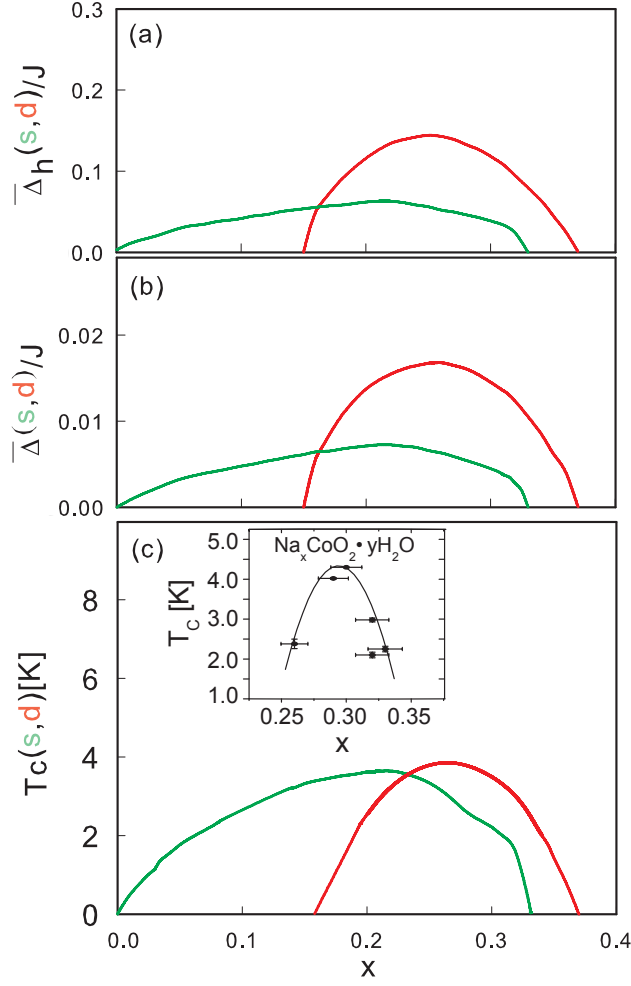 0.3
0.2
0.1
0.0
Δ̅h(s,d)/J
(a)
0.02
0.01
0.00
Δ̅(s,d)/J
(b)
8
6
4
2
0
Tc(s,d)[K]
(c)
NaxCoO2•yH2O
5.0
4.0
3.0
2.0
1.0
TC [K]
0.25 0.30 0.35
x
0.0 0.1 0.2 0.3 0.4
x